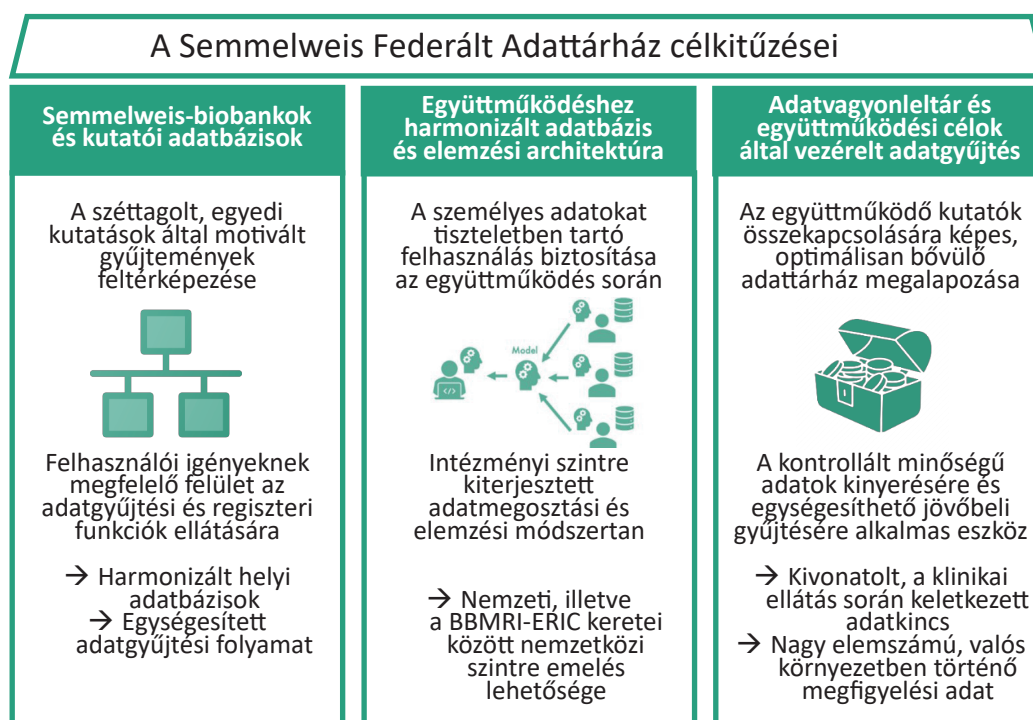 A Semmelweis Federált Adattárház célkitűzései
Semmelweis-biobankok
és kutatói adatbázisok
A széttagolt, egyedi
kutatások által motivált
gyűjtemények
feltérképezése
Felhasználói igényeknek
megfelelő felület az
adatgyűjtési és regiszteri
funkciók ellátására
→ Harmonizált helyi
adatbázisok
→ Egységesített
adatgyűjtési folyamat
Együttműködéshez
harmonizált adatbázis
és elemzési architektúra
A személyes adatokat
tiszteletben tartó
felhasználás biztosítása
az együttműködés során
Model
</>
Intézményi szintre
kiterjesztett
adatmegosztási és
elemzési módszertan
→ Nemzeti, illetve
a BBMRI-ERIC keretei
között nemzetközi
szintre emelés
lehetősége
Adatvagyonleltár és
együttműködési célok
által vezérelt adatgyűjtés
Az együttműködő kutatók
összekapcsolására képes,
optimálisan bővülő
adattárház megalapozása
A kontrollált minőségű
adatok kinyerésére és
egységesíthető jövőbeli
gyűjtésére alkalmas eszköz
→ Kivonatolt, a klinikai
ellátás során keletkezett
adatkincs
→ Nagy elemszámú, valós
környezetben történő
megfigyelési adat